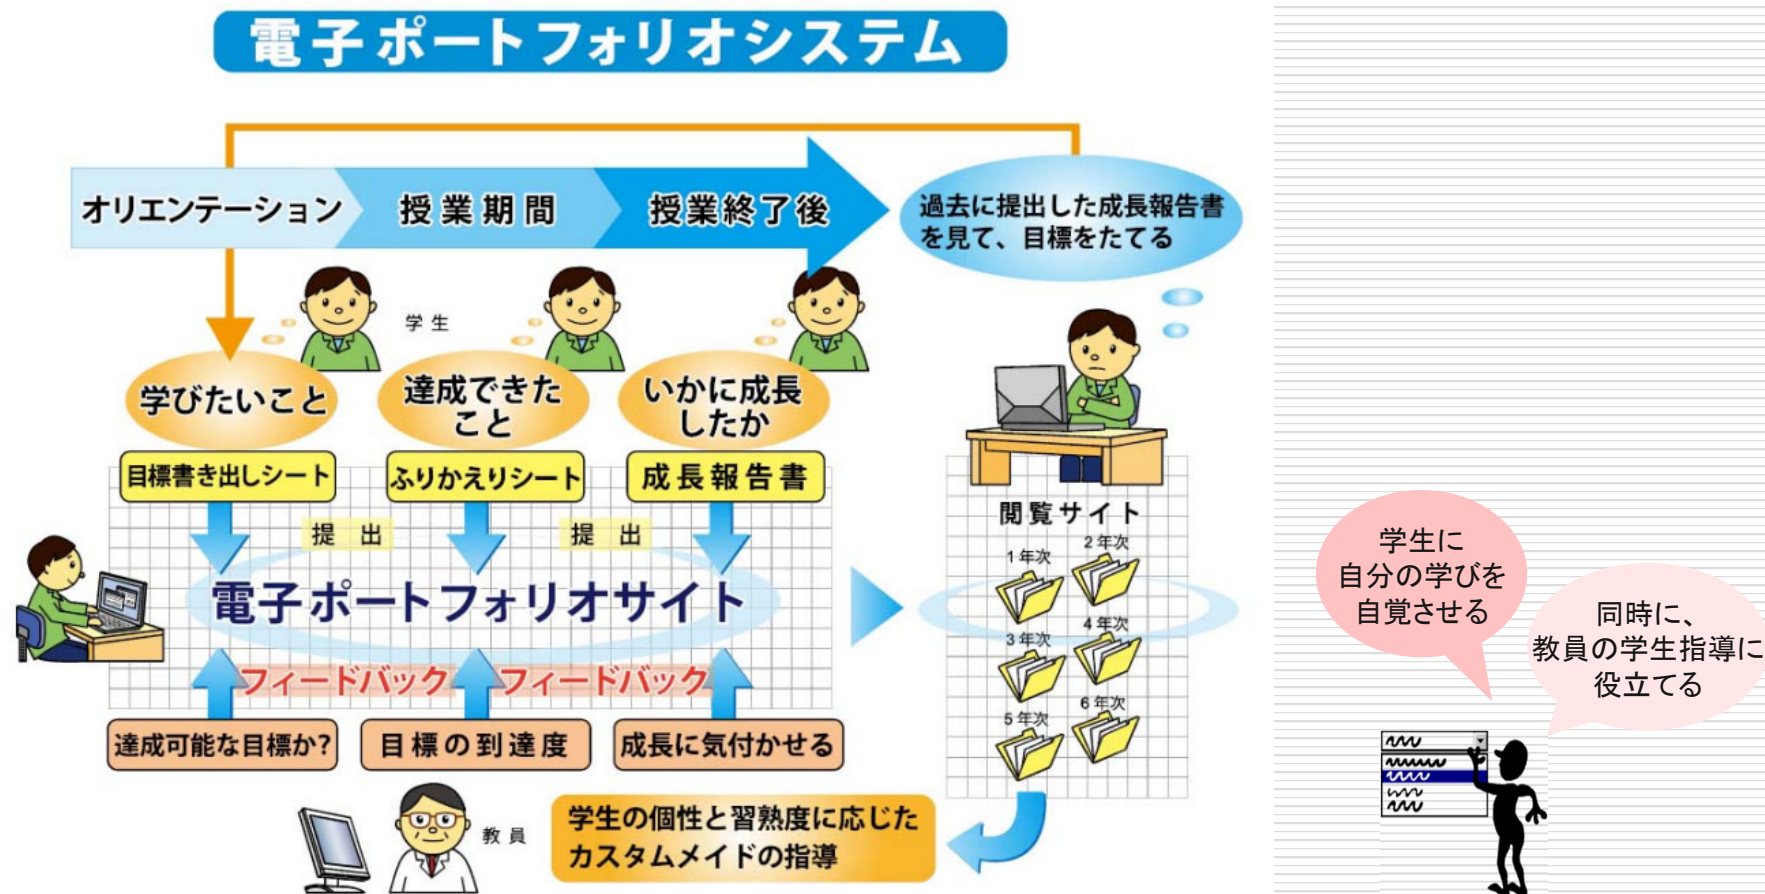 電子ポートフォリオシステム
オリエンテーション
授業期間
授業終了後
過去に提出した成長報告書
を見て、目標をたてる
学生
学びたいこと
達成できた
こと
いかに成長
したか
目標書き出しシート
ふりかえりシート
成長報告書
提出
提出
電子ポートフォリオサイト
フィードバック
フィードバック
達成可能な目標か?
目標の到達度
成長に気付かせる
教員
学生の個性と習熟度に応じた
カスタムメイドの指導
閲覧サイト
1年次
2年次
3年次
4年次
5年次
6年次
学生に
自分の学びを
自覚させる
同時に、
教員の学生指導に
役立てる